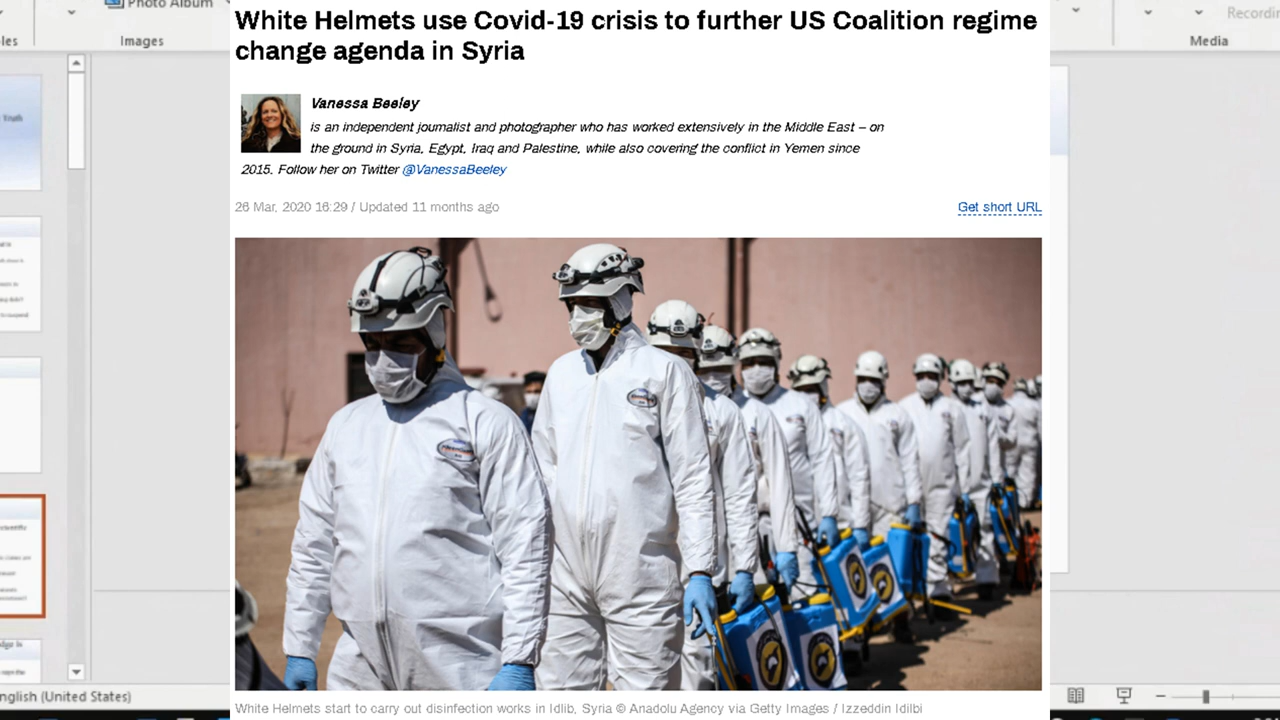 Photo Album
Images
Recordin
Media
White Helmets use Covid-19 crisis to further US Coalition regime
change agenda in Syria
Vanessa Beeley
is an independent journalist and photographer who has worked extensively in the Middle East – on
the ground in Syria, Egypt, Iraq and Palestine, while also covering the conflict in Yemen since
2015. Follow her on Twitter @VanessaBeeley
26 Mar, 2020 16:29 / Updated 11 months ago
Get short URL
White Helmets start to carry out disinfection works in Idlib, Syria © Anadolu Agency via Getty Images / Izzeddin Idilbi
nglish (United States)